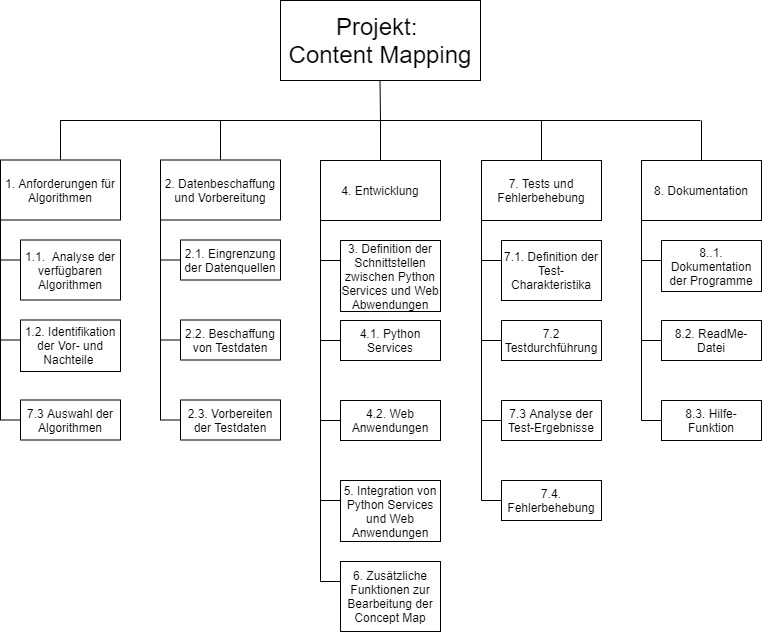 Projekt:
Content Mapping
1. Anforderungen für
Algorithmen
1.1. Analyse der
verfügbaren
Algorithmen
1.2. Identifikation
der Vor- und
Nachteile
7.3 Auswahl der
Algorithmen
2. Datenbeschaffung
und Vorbereitung
2.1. Eingrenzung
der Datenquellen
2.2. Beschaffung
von Testdaten
2.3. Vorbereiten
der Testdaten
4. Entwicklung
3. Definition der
Schnittstellen
zwischen Python
Services und Web
Abwendungen
4.1. Python
Services
4.2. Web
Anwendungen
5. Integration von
Python Services
und Web
Anwendungen
6. Zusätzliche
Funktionen zur
Bearbeitung der
Concept Map
7. Tests und
Fehlerbehebung
7.1. Definition der
Test-
Charakteristika
7.2
Testdurchführung
7.3 Analyse der
Test-Ergebnisse
7.4.
Fehlerbehebung
8. Dokumentation
8..1.
Dokumentation
der Programme
8.2. ReadMe-
Datei
8.3. Hilfe-
Funktion